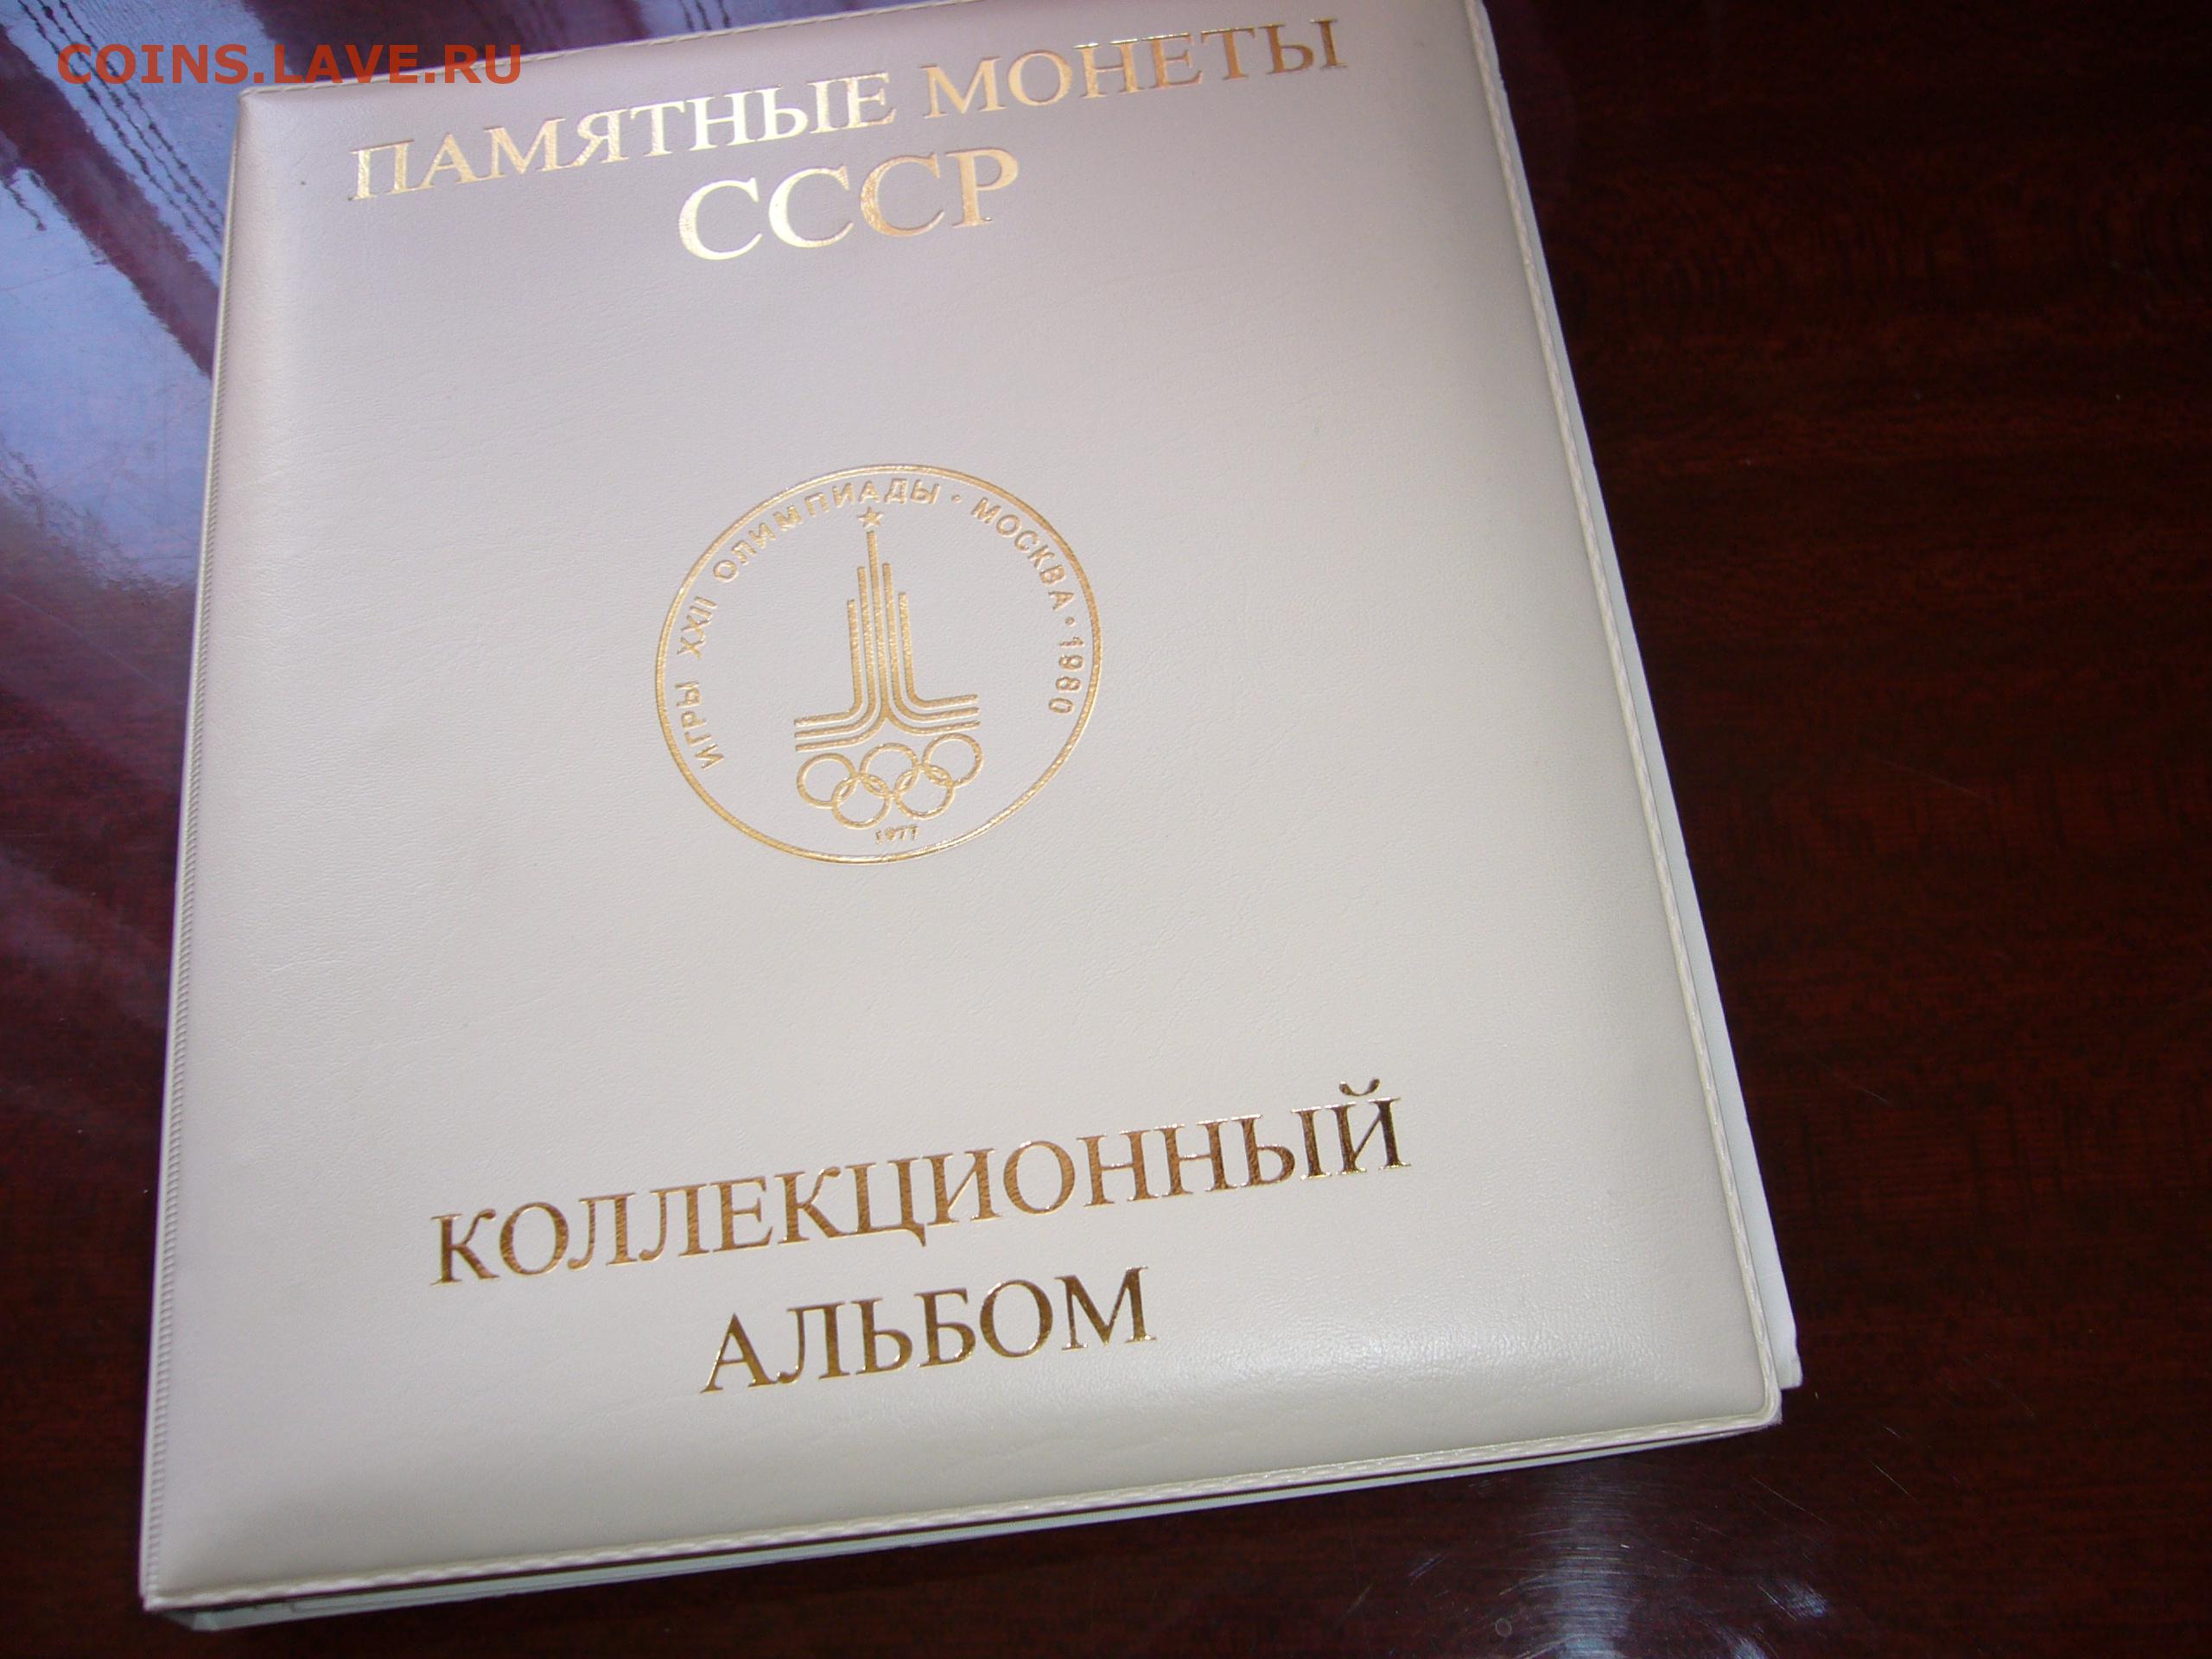 COINS.LAVE.RU
ПАМЯТНЫЕ МОНЕТЫ
СССР
ИГРЫ XXII ОЛИМПИАДЫ · МОСКВА · 1980
1977
КОЛЛЕКЦИОННЫЙ
АЛЬБОМ